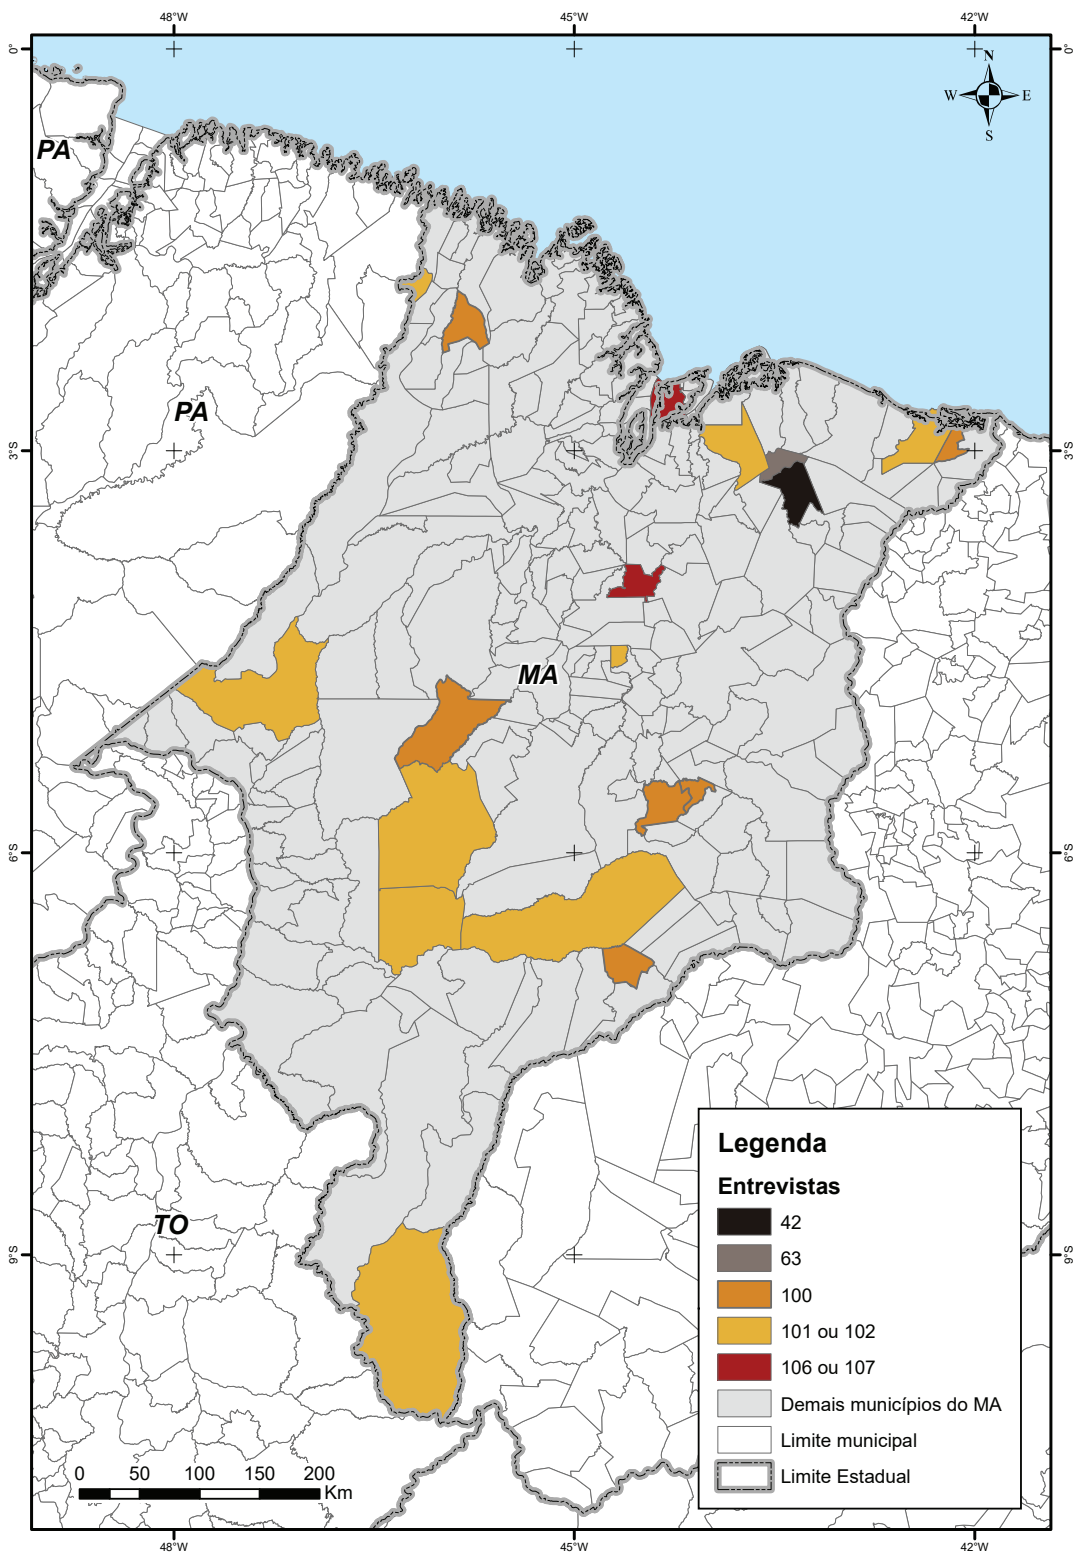 48°W 45°W 42°W
0° 0°
N
W E
S
PA
PA
3°S 3°S
MA
6°S 6°S
TO
9°S 9°S
Legenda
Entrevistas
42
63
100
101 ou 102
106 ou 107
Demais municípios do MA
Limite municipal
Limite Estadual
0 50 100 150 200
Km
48°W 45°W 42°W